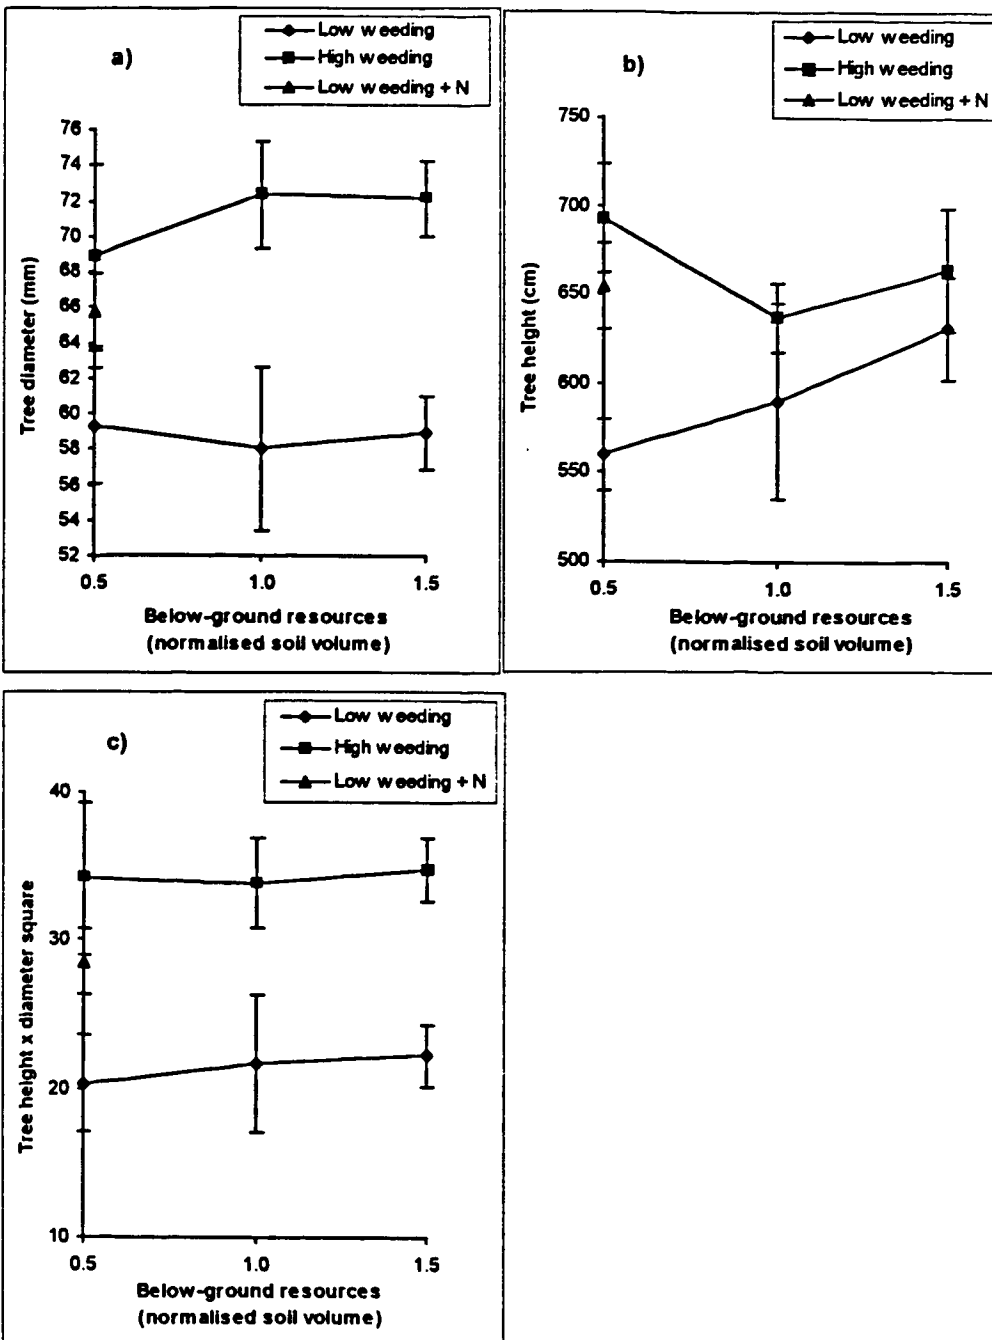 a)
Low weeding
High weeding
Low weeding + N
Tree diameter (mm)
76
74
72
70
68
66
64
62
60
58
56
54
52
0.5 1.0 1.5
Below-ground resources
(normalised soil volume)
b)
Low weeding
High weeding
Low weeding + N
Tree height (cm)
750
700
650
600
550
500
0.5 1.0 1.5
Below-ground resources
(normalised soil volume)
c)
Low weeding
High weeding
Low weeding + N
Tree height x diameter square
40
30
20
10
0.5 1.0 1.5
Below-ground resources
(normalised soil volume)